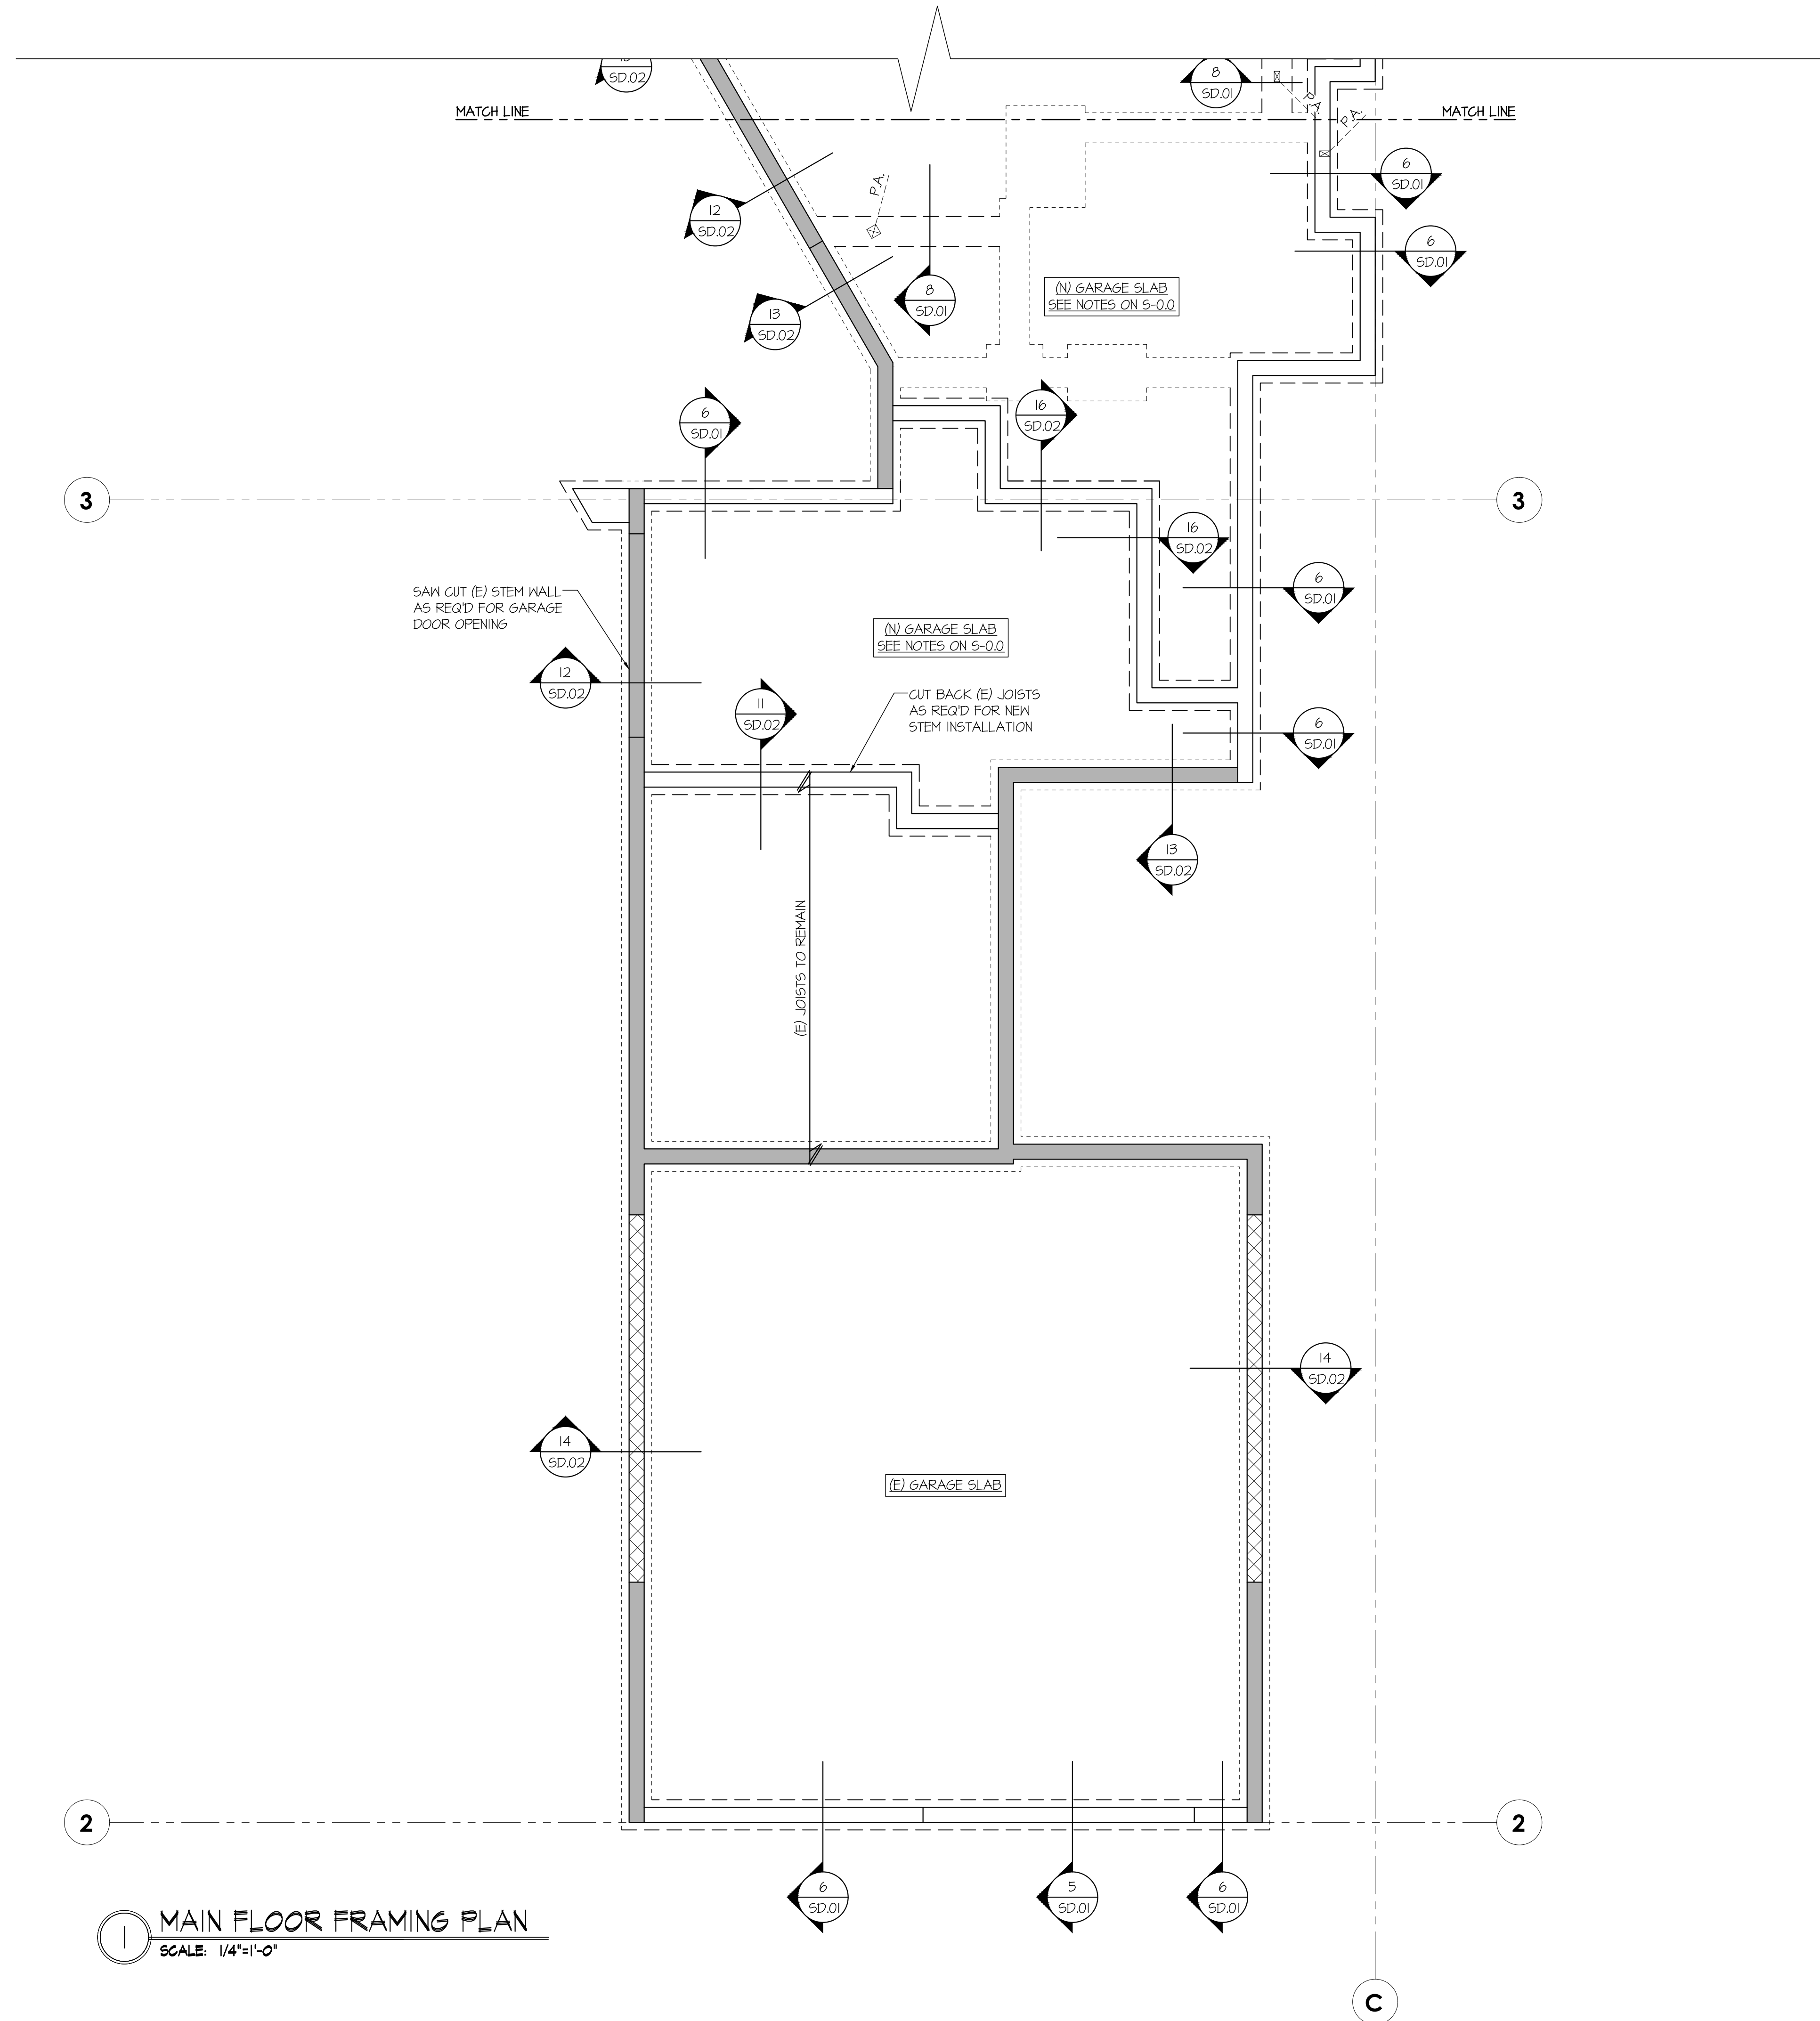 SD.02
8
SD.01
MATCH LINE
MATCH LINE
P.A.
P.A.
6
SD.01
12
SD.02
P.A.
6
SD.01
8
SD.01
(N) GARAGE SLAB
SEE NOTES ON S-0.0
13
SD.02
6
SD.01
16
SD.02
3
3
16
SD.02
SAW CUT (E) STEM WALL
AS REQ'D FOR GARAGE
DOOR OPENING
6
SD.01
(N) GARAGE SLAB
SEE NOTES ON S-0.0
12
SD.02
CUT BACK (E) JOISTS
AS REQ'D FOR NEW
STEM INSTALLATION
11
SD.02
6
SD.01
13
SD.02
(E) JOISTS TO REMAIN
14
SD.02
14
SD.02
(E) GARAGE SLAB
2
2
6
SD.01
5
SD.01
6
SD.01
1
MAIN FLOOR FRAMING PLAN
SCALE: 1/4"=1'-0"
C